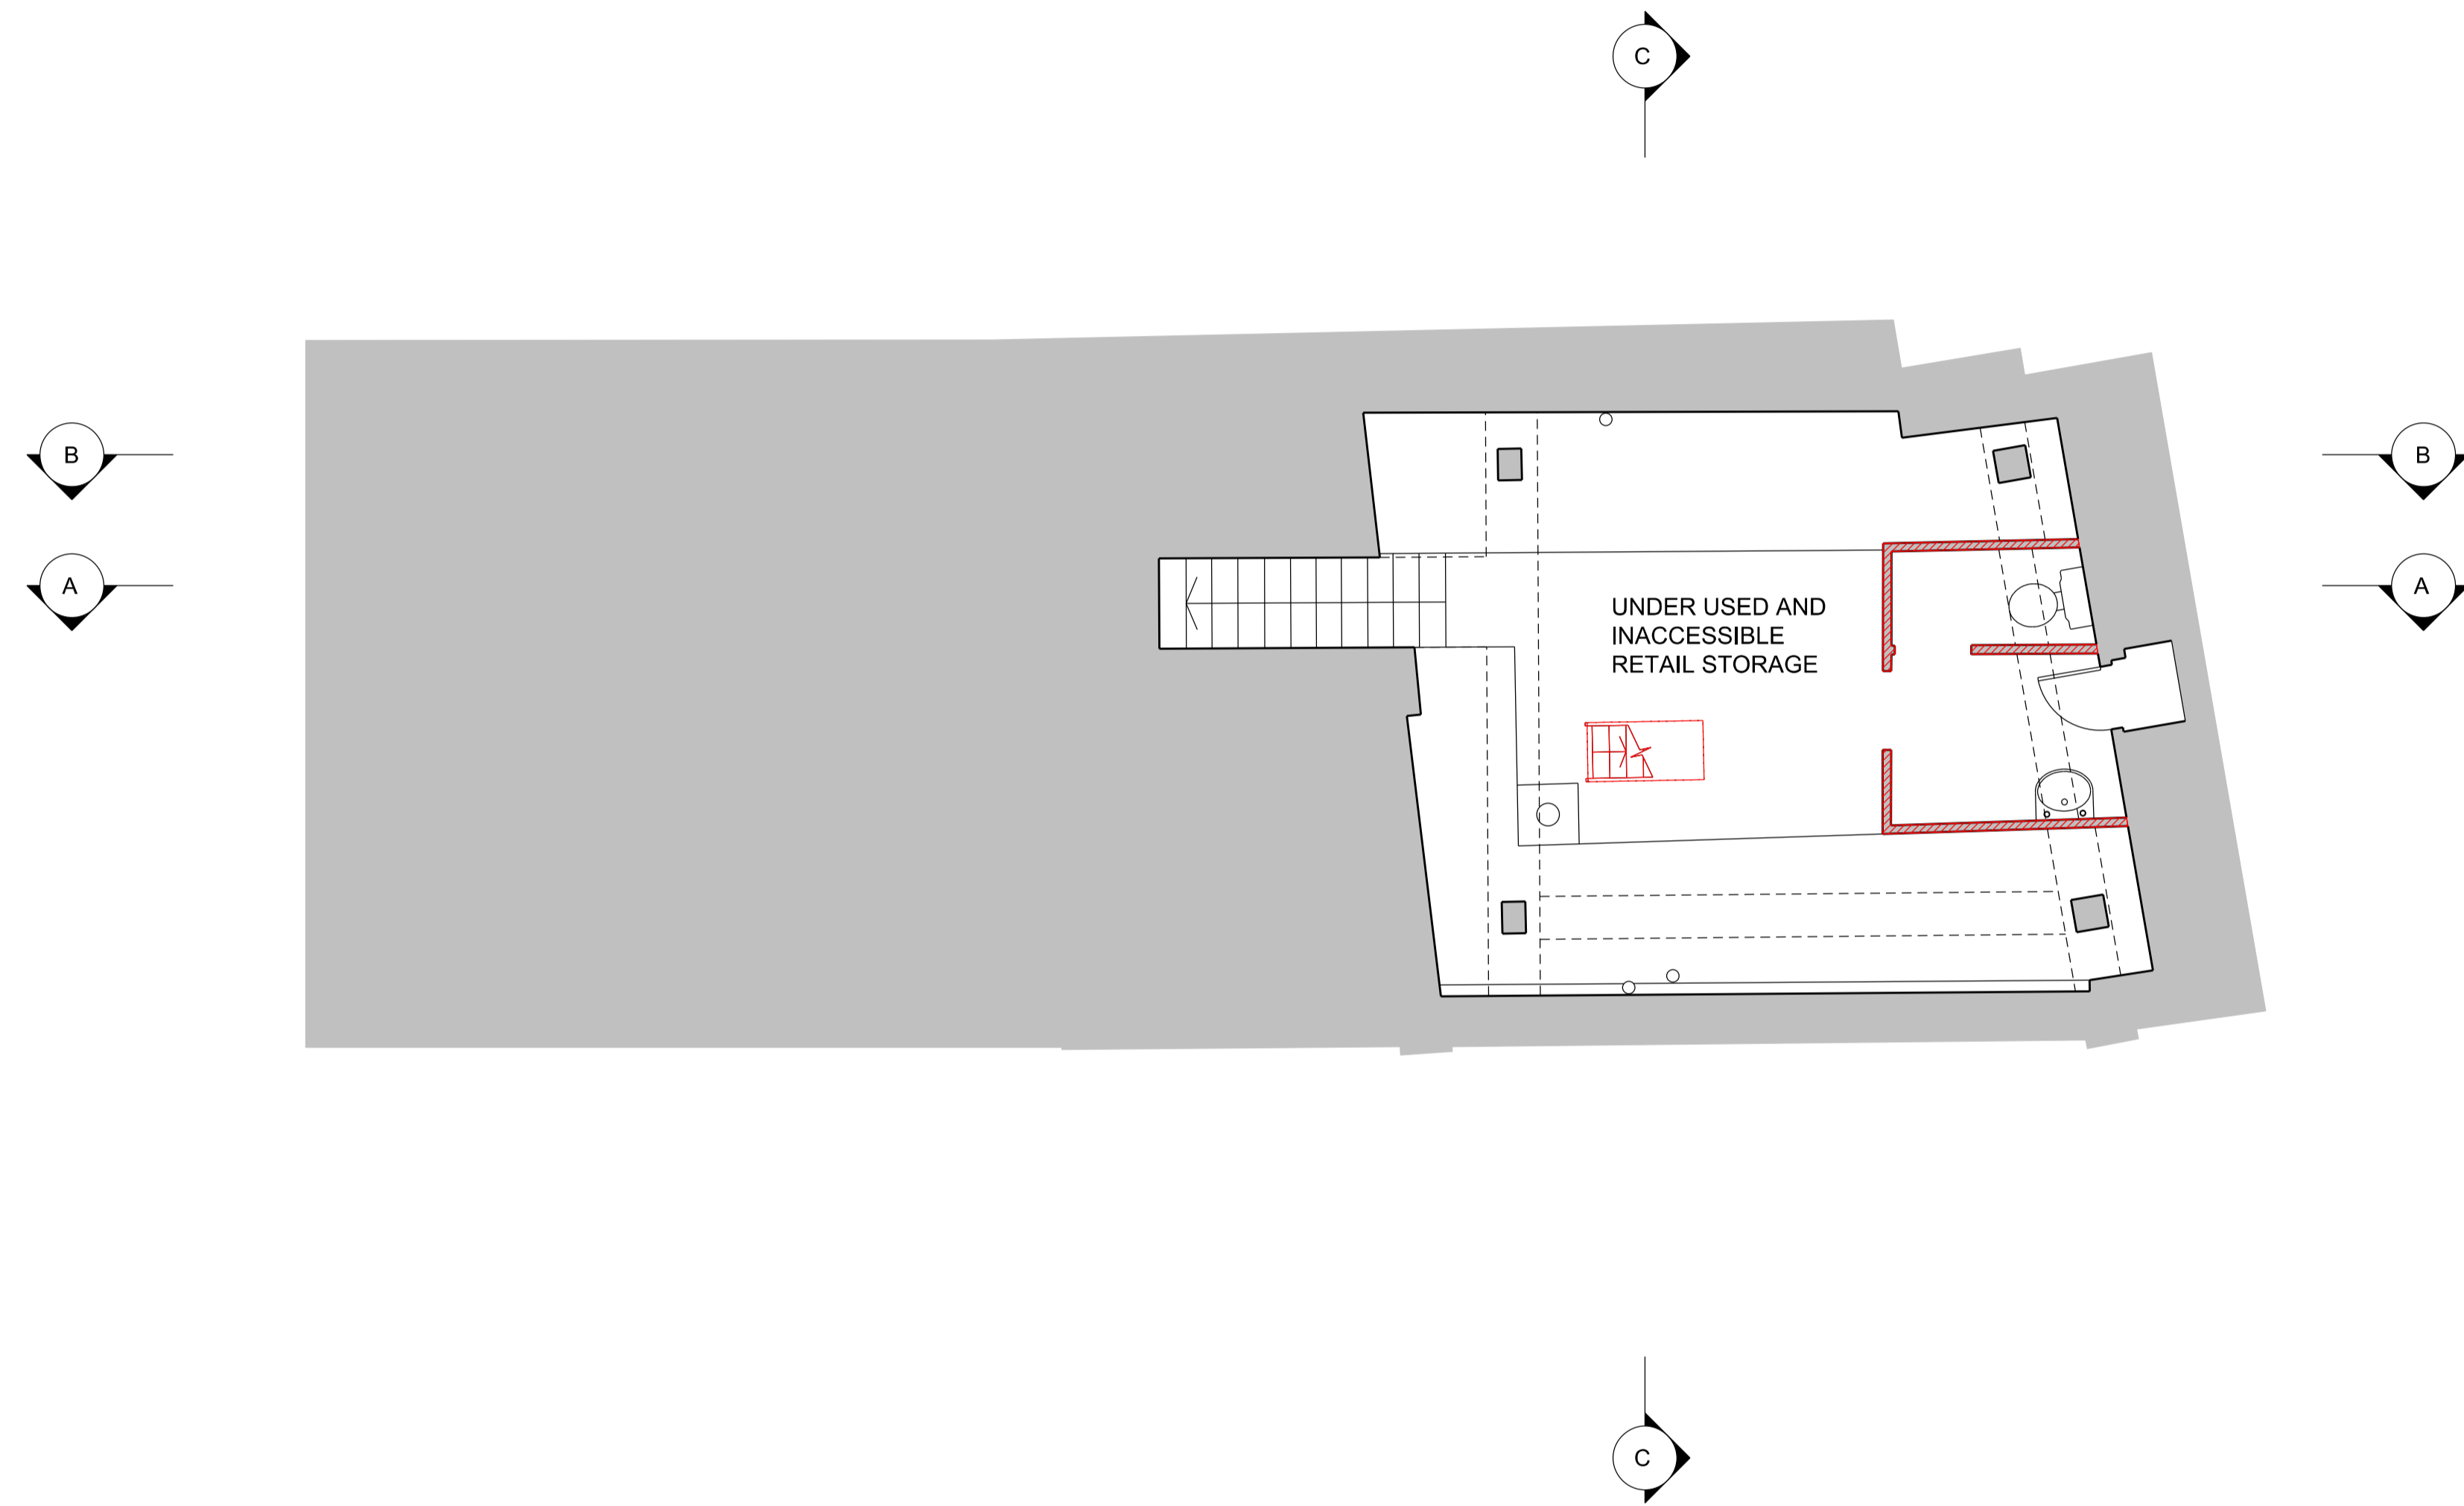 C
B
B
A
A
UNDER USED AND
INACCESSIBLE
RETAIL STORAGE
C